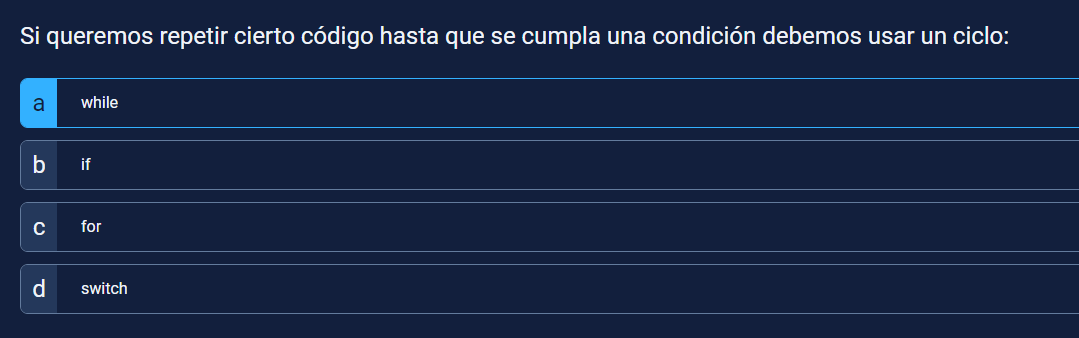 Si queremos repetir cierto código hasta que se cumpla una condición debemos usar un ciclo:
a while
b if
c for
d switch